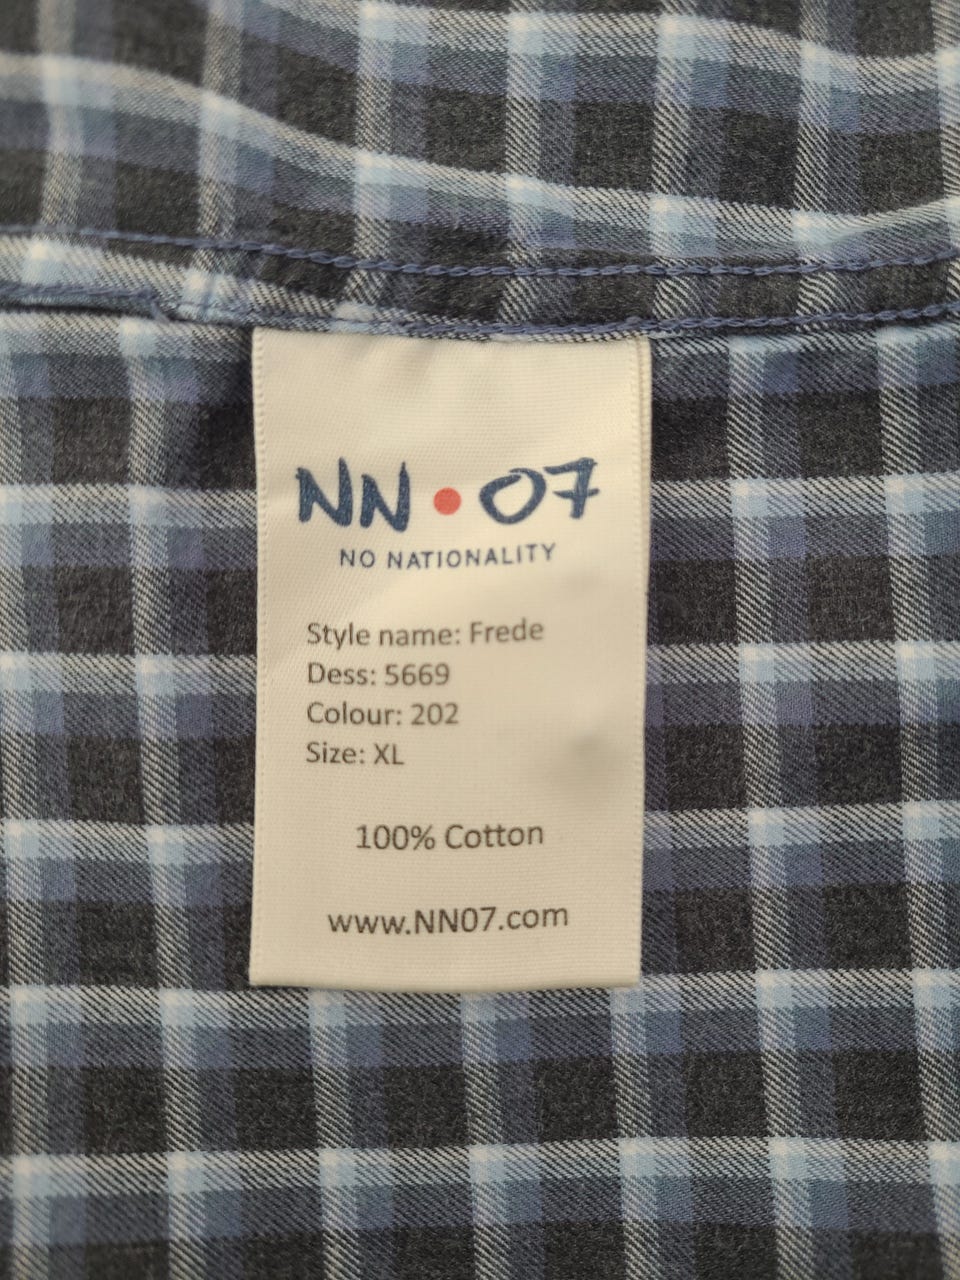 NN • 07
NO NATIONALITY
Style name: Frede
Dess: 5669
Colour: 202
Size: XL
100% Cotton
www.NN07.com